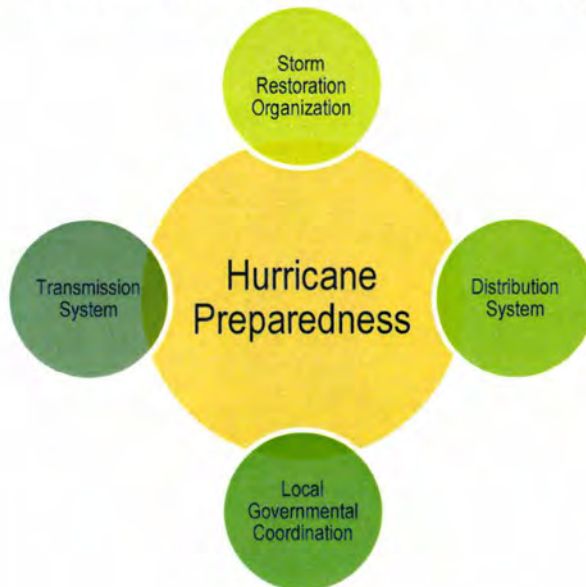 Storm
Restoration
Organization
Transmission
System
Hurricane
Preparedness
Distribution
System
Local
Governmental
Coordination